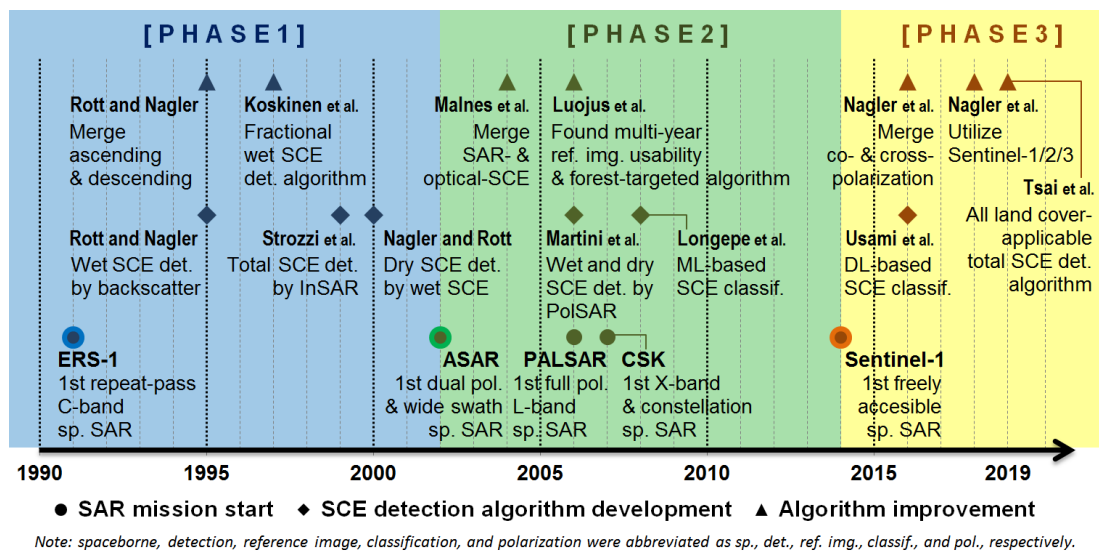 [ P H A S E 1 ]
[ P H A S E 2 ]
[ P H A S E 3 ]
Rott and Nagler
Merge
ascending
& descending
Koskinen et al.
Fractional
wet SCE
det. algorithm
Malnes et al.
Merge
SAR- &
optical-SCE
Luojus et al.
Found multi-year
ref. img. usability
& forest-targeted algorithm
Nagler et al.
Merge
co- & cross-
polarization
Nagler et al.
Utilize
Sentinel-1/2/3
Tsai et al.
All land cover-
applicable
total SCE det.
algorithm
Rott and Nagler
Wet SCE det.
by backscatter
Strozzi et al.
Total SCE det.
by InSAR
Nagler and Rott
Dry SCE det.
by wet SCE
Martini et al.
Wet and dry
SCE det. by
PolSAR
Longepe et al.
ML-based
SCE classif.
Usami et al.
DL-based
SCE classif.
ERS-1
1st repeat-pass
C-band
sp. SAR
ASAR
1st dual pol.
& wide swath
sp. SAR
PALSAR
1st full pol.
L-band
sp. SAR
CSK
1st X-band
& constellation
sp. SAR
Sentinel-1
1st freely
accesible
sp. SAR
1990
1995
2000
2005
2010
2015
2019
SAR mission start
SCE detection algorithm development
Algorithm improvement
Note: spaceborne, detection, reference image, classification, and polarization were abbreviated as sp., det., ref. img., classif., and pol., respectively.